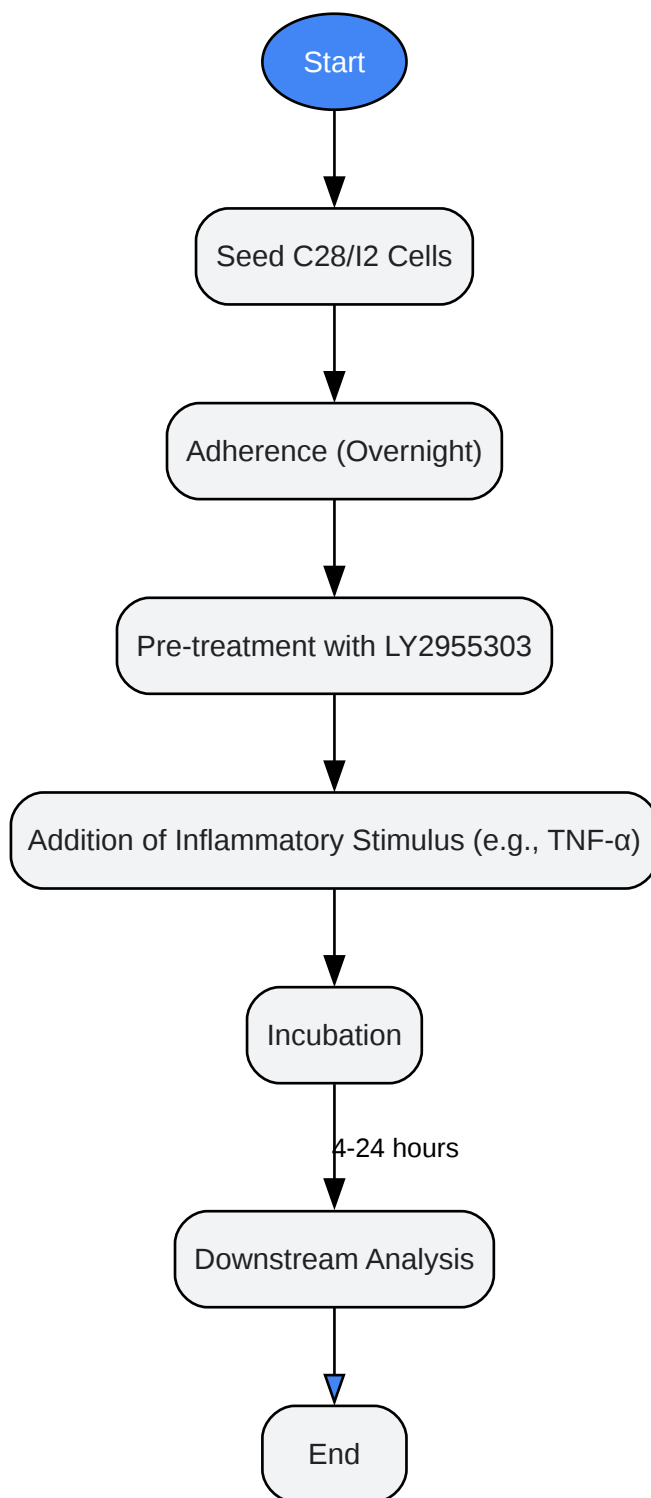 Start
Seed C28/I2 Cells
Adherence (Overnight)
Pre-treatment with LY2955303
Addition of Inflammatory Stimulus (e.g., TNF-α)
Incubation
4-24 hours
Downstream Analysis
End